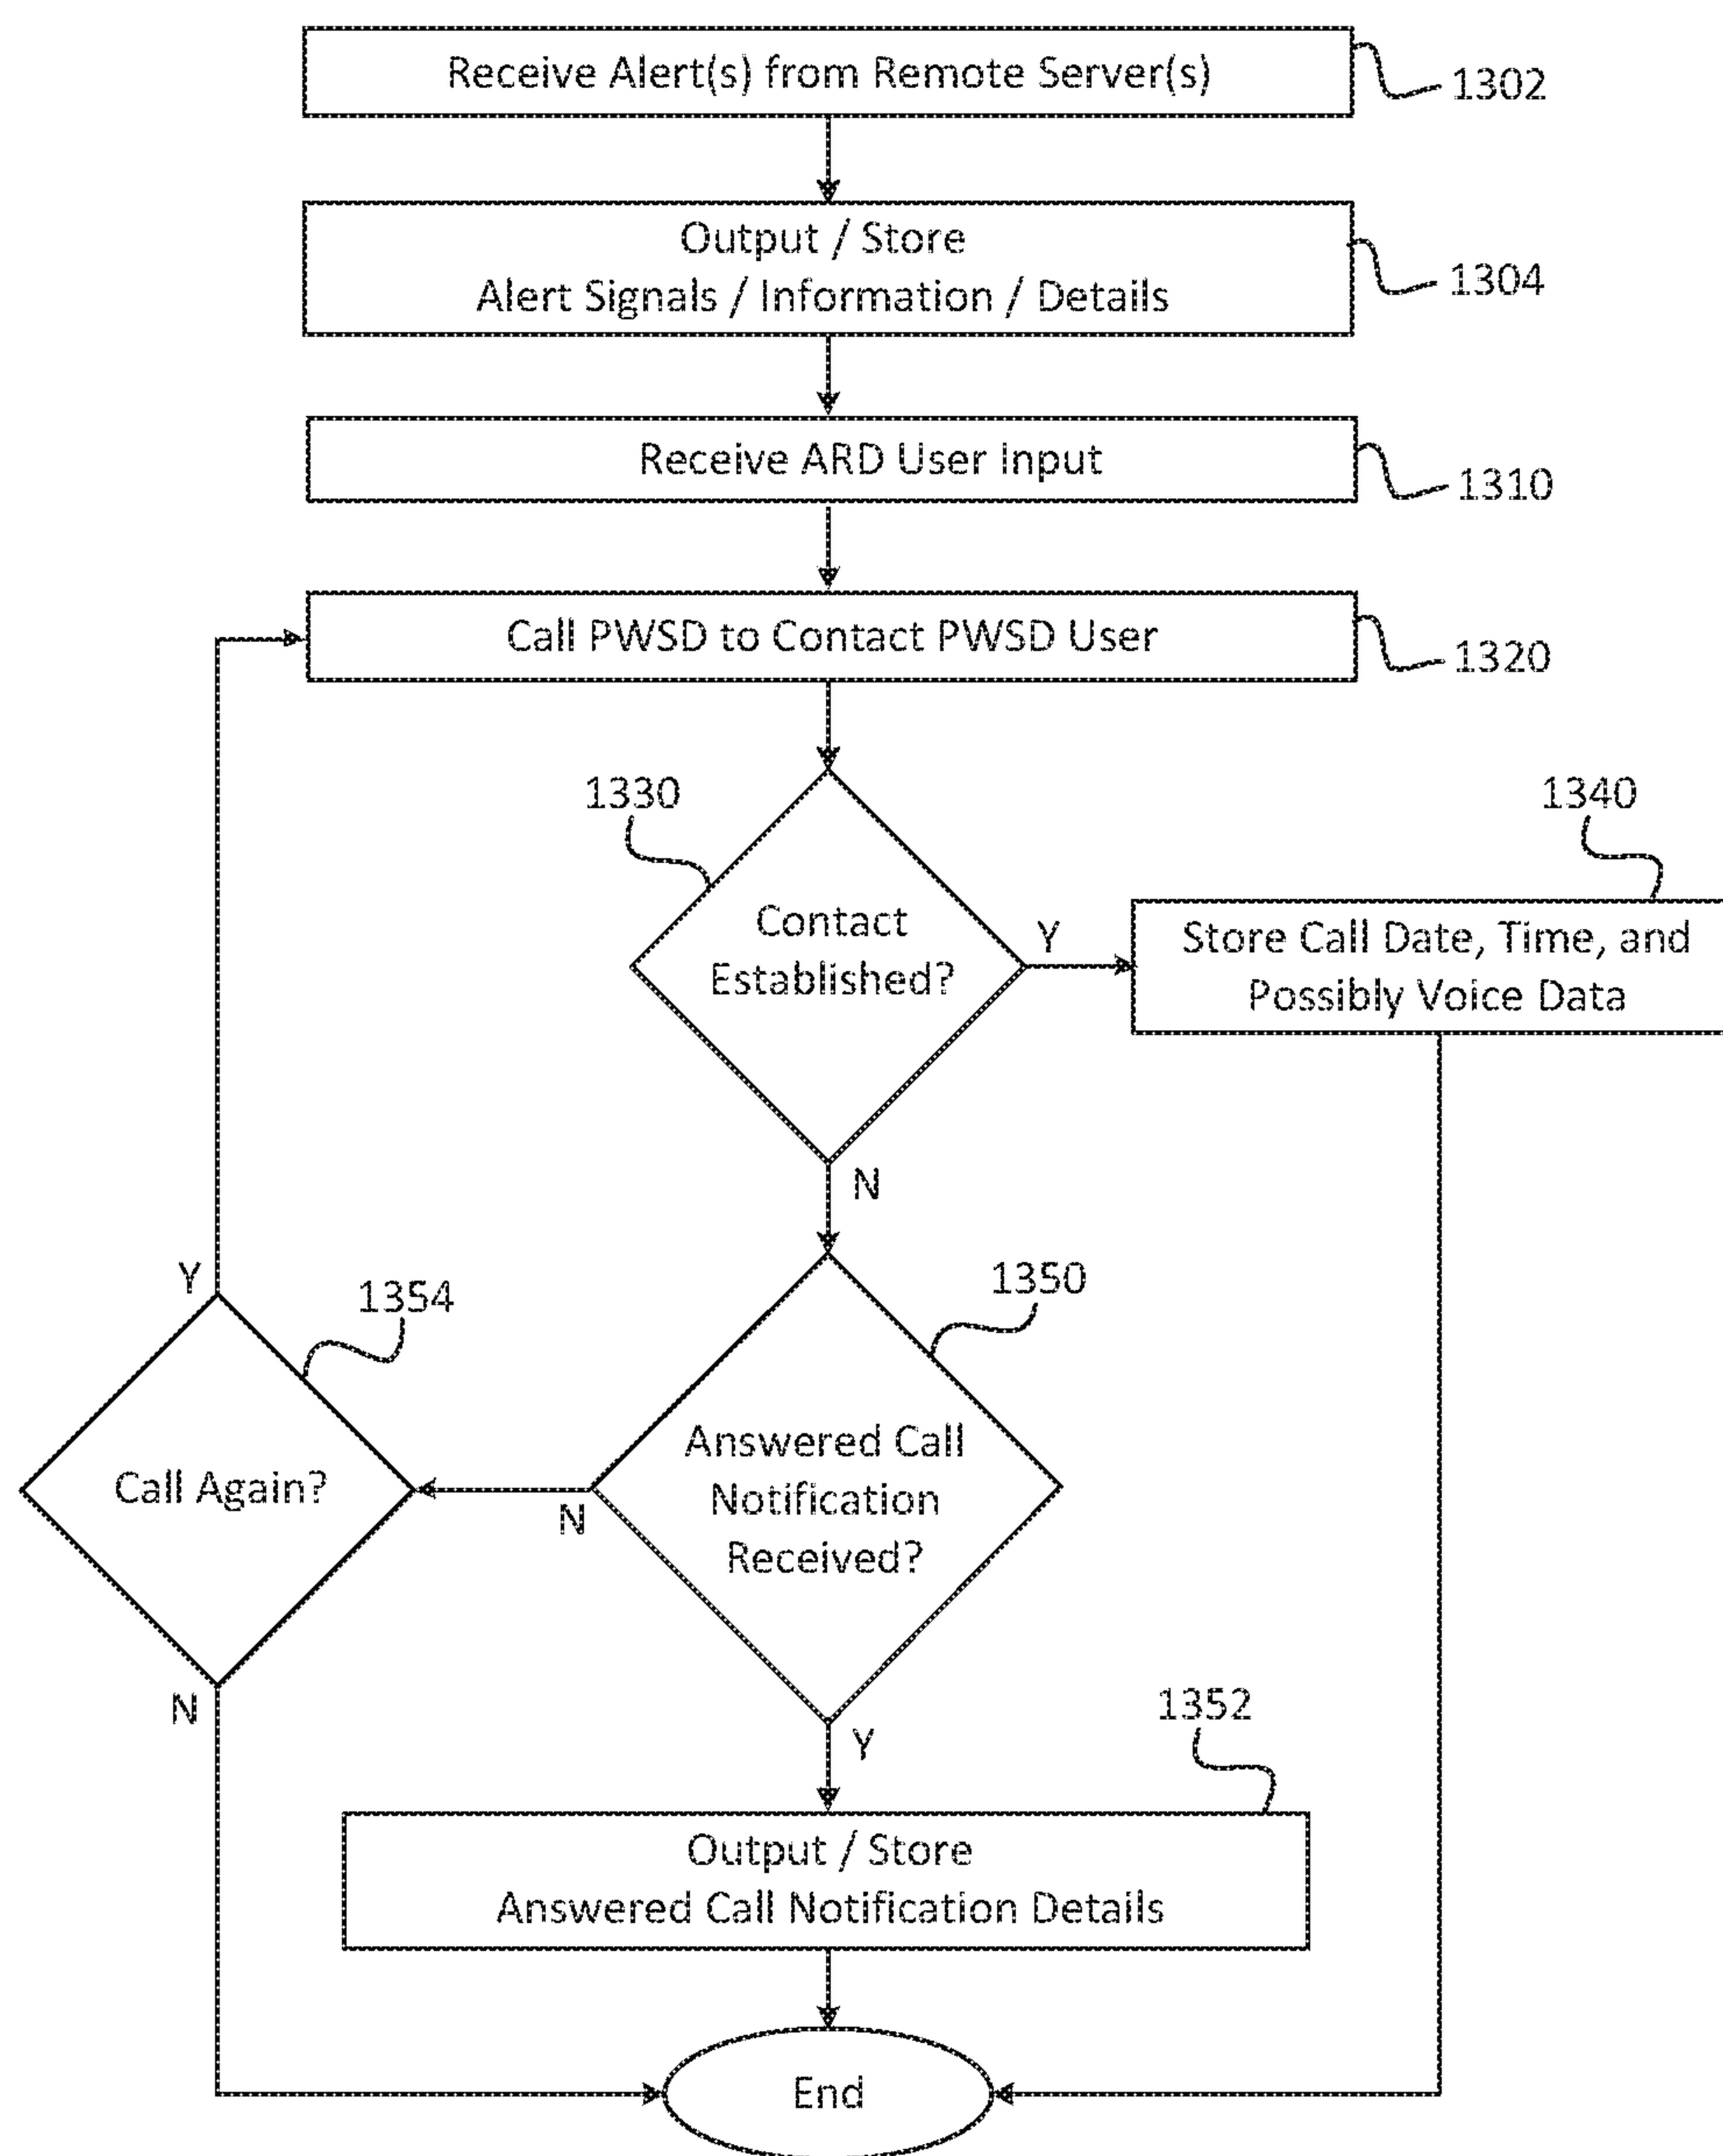 Receive Alert(s) from Remote Server(s)
1302
Output / Store
Alert Signals / Information / Details
1304
Receive ARD User Input
1310
Call PWSD to Contact PWSD User
1320
1330
1340
Contact
Established?
Y
Store Call Date, Time, and
Possibly Voice Data
N
Y
1354
1350
Call Again?
Answered Call
Notification
Received?
N
N
Y
1352
Output / Store
Answered Call Notification Details
End